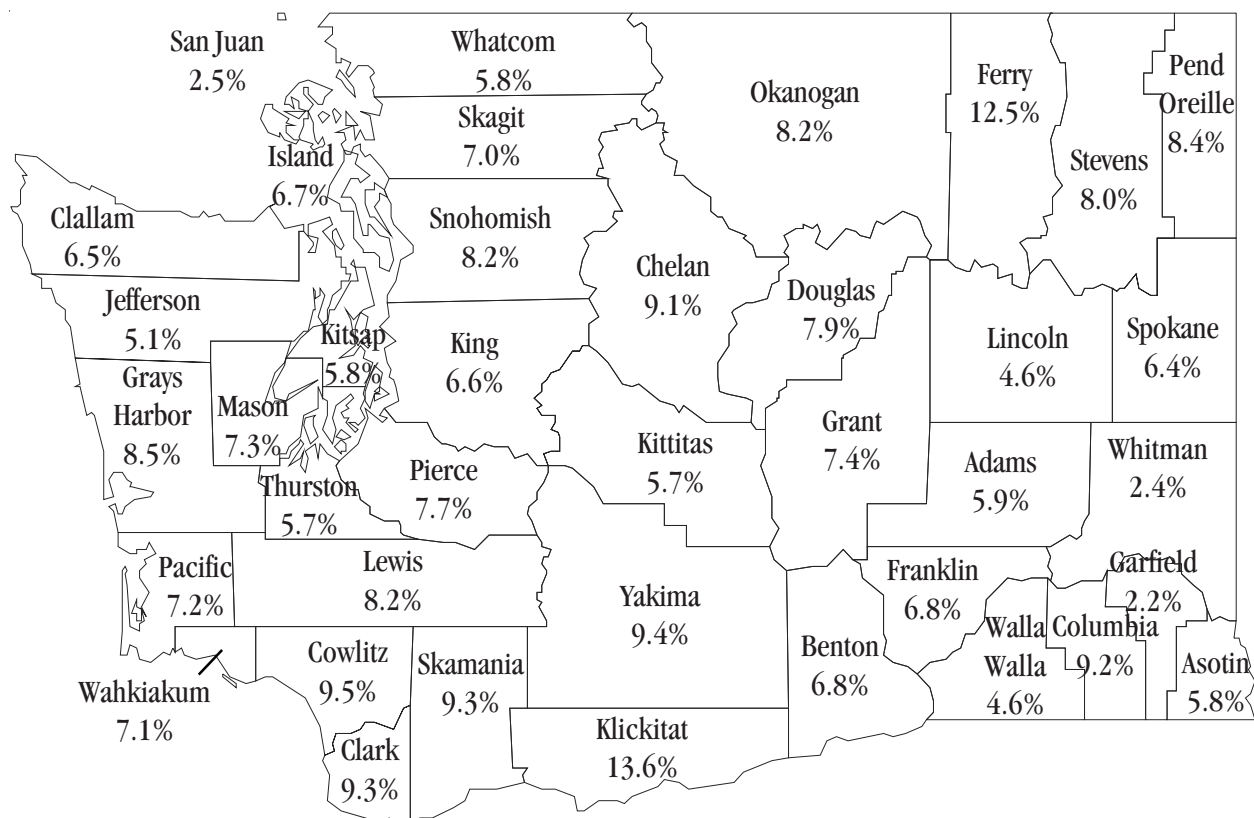 San Juan
2.5%
Whatcom
5.8%
Skagit
7.0%
Island
6.7%
Okanogan
8.2%
Ferry
12.5%
Stevens
8.0%
Pend
Oreille
8.4%
Clallam
6.5%
Snohomish
8.2%
Chelan
9.1%
Douglas
7.9%
Jefferson
5.1%
Kitsap
5.8%
King
6.6%
Lincoln
4.6%
Spokane
6.4%
Grays
Harbor
8.5%
Mason
7.3%
Thurston
5.7%
Pierce
7.7%
Kittitas
5.7%
Grant
7.4%
Adams
5.9%
Whitman
2.4%
Pacific
7.2%
Lewis
8.2%
Yakima
9.4%
Benton
6.8%
Franklin
6.8%
Garfield
2.2%
Walla
Walla
4.6%
Columbia
9.2%
Asotin
5.8%
Wahkiakum
7.1%
Cowlitz
9.5%
Skamania
9.3%
Clark
9.3%
Klickitat
13.6%